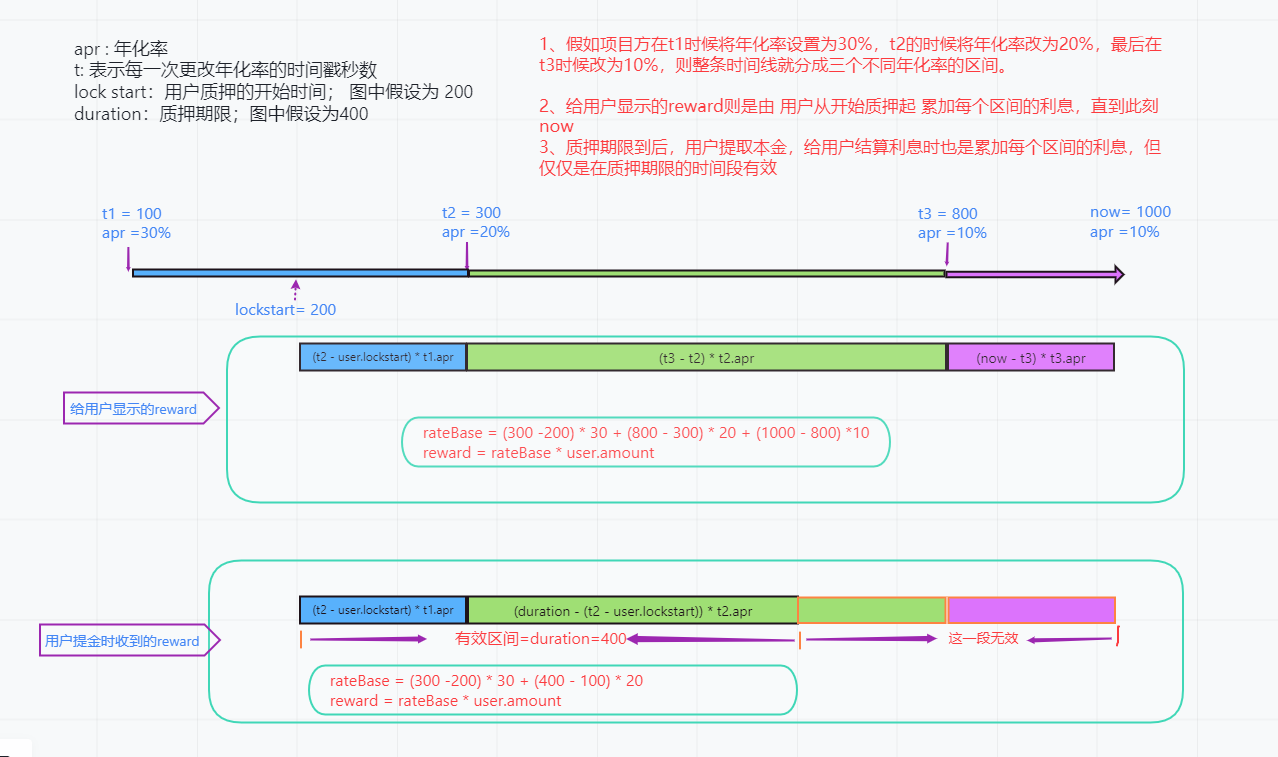 apr : 年化率
t: 表示每一次更改年化率的时间戳秒数
lock start：用户质押的开始时间； 图中假设为 200
duration：质押期限；图中假设为400
1、假如项目方在t1时候将年化率设置为30%，t2的时候将年化率改为20%，最后在
t3时候改为10%，则整条时间线就分成三个不同年化率的区间。
2、给用户显示的reward则是由 用户从开始质押起 累加每个区间的利息，直到此刻
now
3、质押期限到后，用户提取本金，给用户结算利息时也是累加每个区间的利息，但
仅仅是在质押期限的时间段有效
t1 = 100
apr =30%
t2 = 300
apr =20%
t3 = 800
apr =10%
now= 1000
apr =10%
lockstart= 200
(t2 - user.lockstart) * t1.apr
(t3 - t2) * t2.apr
(now - t3) * t3.apr
给用户显示的reward
rateBase = (300 -200) * 30 + (800 - 300) * 20 + (1000 - 800) *10
reward = rateBase * user.amount
(t2 - user.lockstart) * t1.apr
(duration - (t2 - user.lockstart)) * t2.apr
用户提金时收到的reward
有效区间=duration=400
这一段无效
rateBase = (300 -200) * 30 + (400 - 100) * 20
reward = rateBase * user.amount